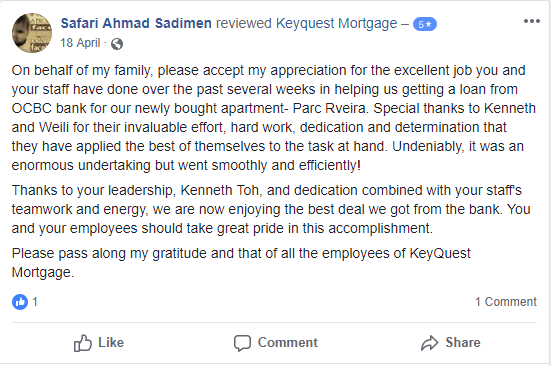 Safari Ahmad Sadimen reviewed Keyquest Mortgage – 5★
18 April ·
On behalf of my family, please accept my appreciation for the excellent job you and
your staff have done over the past several weeks in helping us getting a loan from
OCBC bank for our newly bought apartment- Parc Rveira. Special thanks to Kenneth
and Weili for their invaluable effort, hard work, dedication and determination that
they have applied the best of themselves to the task at hand. Undeniably, it was an
enormous undertaking but went smoothly and efficiently!
Thanks to your leadership, Kenneth Toh, and dedication combined with your staff's
teamwork and energy, we are now enjoying the best deal we got from the bank. You
and your employees should take great pride in this accomplishment.
Please pass along my gratitude and that of all the employees of KeyQuest
Mortgage.
1 1 Comment
Like Comment Share